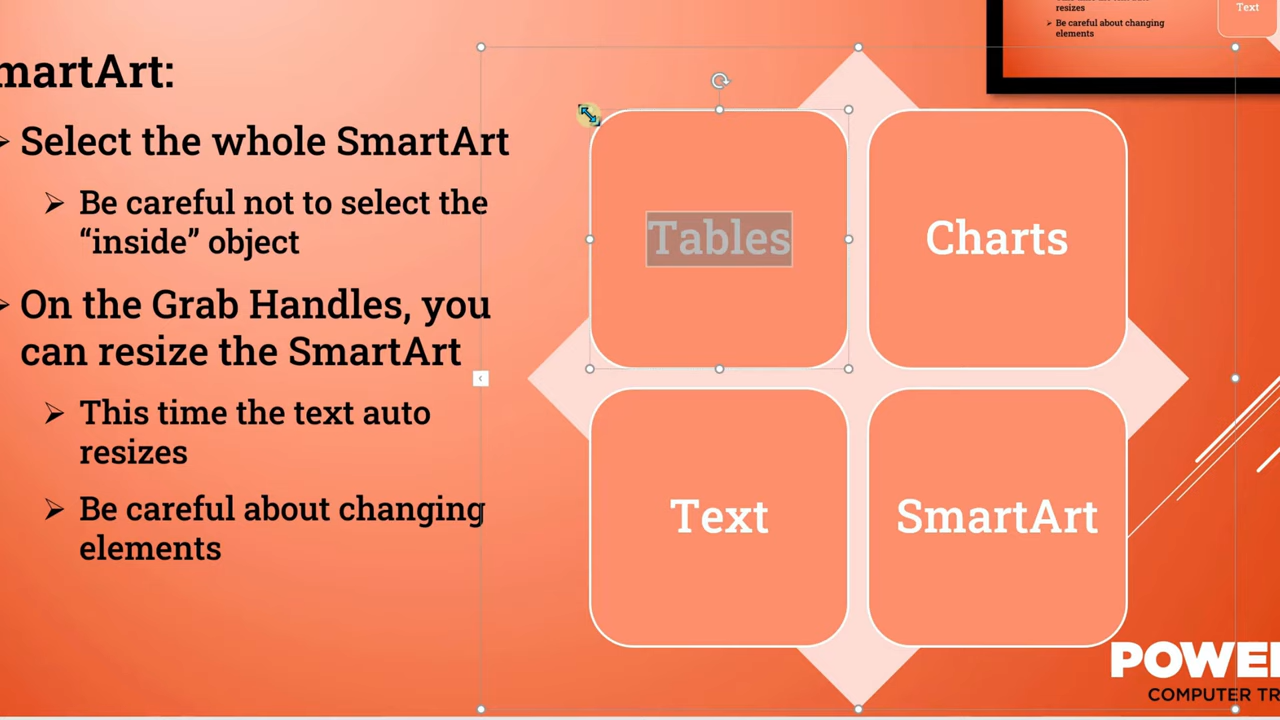 resizes
Be careful about changing
elements
Text
martArt:
Select the whole SmartArt
Be careful not to select the
“inside” object
On the Grab Handles, you
can resize the SmartArt
This time the text auto
resizes
Be careful about changing
elements
Tables
Charts
Text
SmartArt
POWE
COMPUTER TR